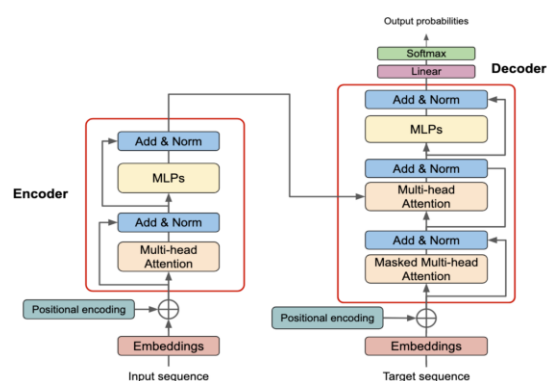 Output probabilities
Softmax
Linear
Decoder
Add & Norm
MLPs
Add & Norm
Multi-head
Attention
Add & Norm
Masked Multi-head
Attention
Positional encoding
Embeddings
Target sequence
Encoder
Add & Norm
MLPs
Add & Norm
Multi-head
Attention
Positional encoding
Embeddings
Input sequence